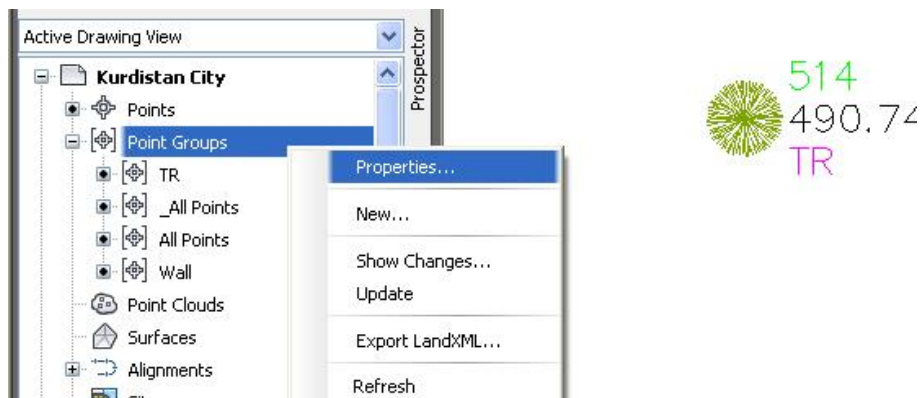 Active Drawing View
Prospector
Kurdistan City
Points
Point Groups
TR
_All Points
All Points
Wall
Point Clouds
Surfaces
Alignments
Properties...
New...
Show Changes...
Update
Export LandXML...
Refresh
514
490.74
TR